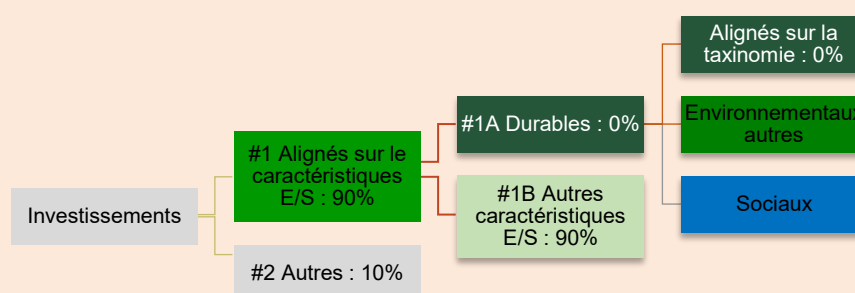 Alignés sur la
taxinomie : 0%
#1A Durables : 0%
Environnementaux
autres
#1 Alignés sur le
caractéristiques
E/S : 90%
Investissements
#1B Autres
caractéristiques
E/S : 90%
Sociaux
#2 Autres : 10%